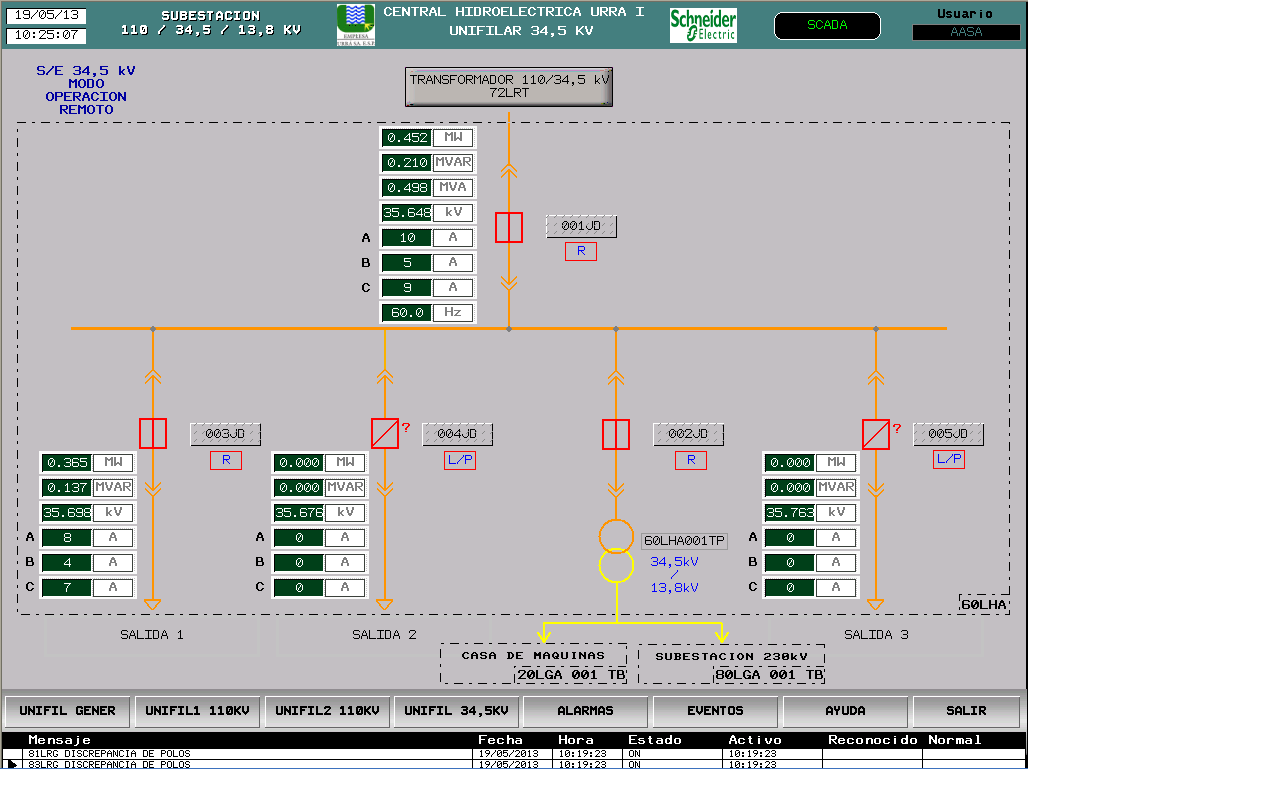 19/05/13
10:25:07
SUBESTACION
110 / 34,5 / 13,8 KV
EMPRESA
URRA S.A. E.S.P.
CENTRAL HIDROELECTRICA URRA I
UNIFILAR 34,5 KV
Schneider
Electric
SCADA
Usuario
AASA
S/E 34,5 kV
MODO
OPERACION
REMOTO
TRANSFORMADOR 110/34,5 kV
72LRT
0.452 MW
0.210 MVAR
0.498 MVA
35.648 kV
A 10 A
B 5 A
C 9 A
60.0 Hz
001JD
R
003JD
R
004JD
L/P
?
002JD
R
005JD
L/P
?
0.365 MW
0.137 MVAR
35.698 kV
A 8 A
B 4 A
C 7 A
0.000 MW
0.000 MVAR
35.676 kV
A 0 A
B 0 A
C 0 A
60LHA001TP
34,5kV
/
13,8kV
0.000 MW
0.000 MVAR
35.763 kV
A 0 A
B 0 A
C 0 A
60LHA
SALIDA 1
SALIDA 2
SALIDA 3
CASA DE MAQUINAS
20LGA 001 TB
SUBESTACION 230kV
80LGA 001 TB
UNIFIL GENER UNIFIL1 110KV UNIFIL2 110KV UNIFIL 34,5KV ALARMAS EVENTOS AYUDA SALIR
Mensaje Fecha Hora Estado Activo Reconocido Normal
81LRG DISCREPANCIA DE POLOS 19/05/2013 10:19:23 ON 10:19:23
83LRG DISCREPANCIA DE POLOS 19/05/2013 10:19:23 ON 10:19:23